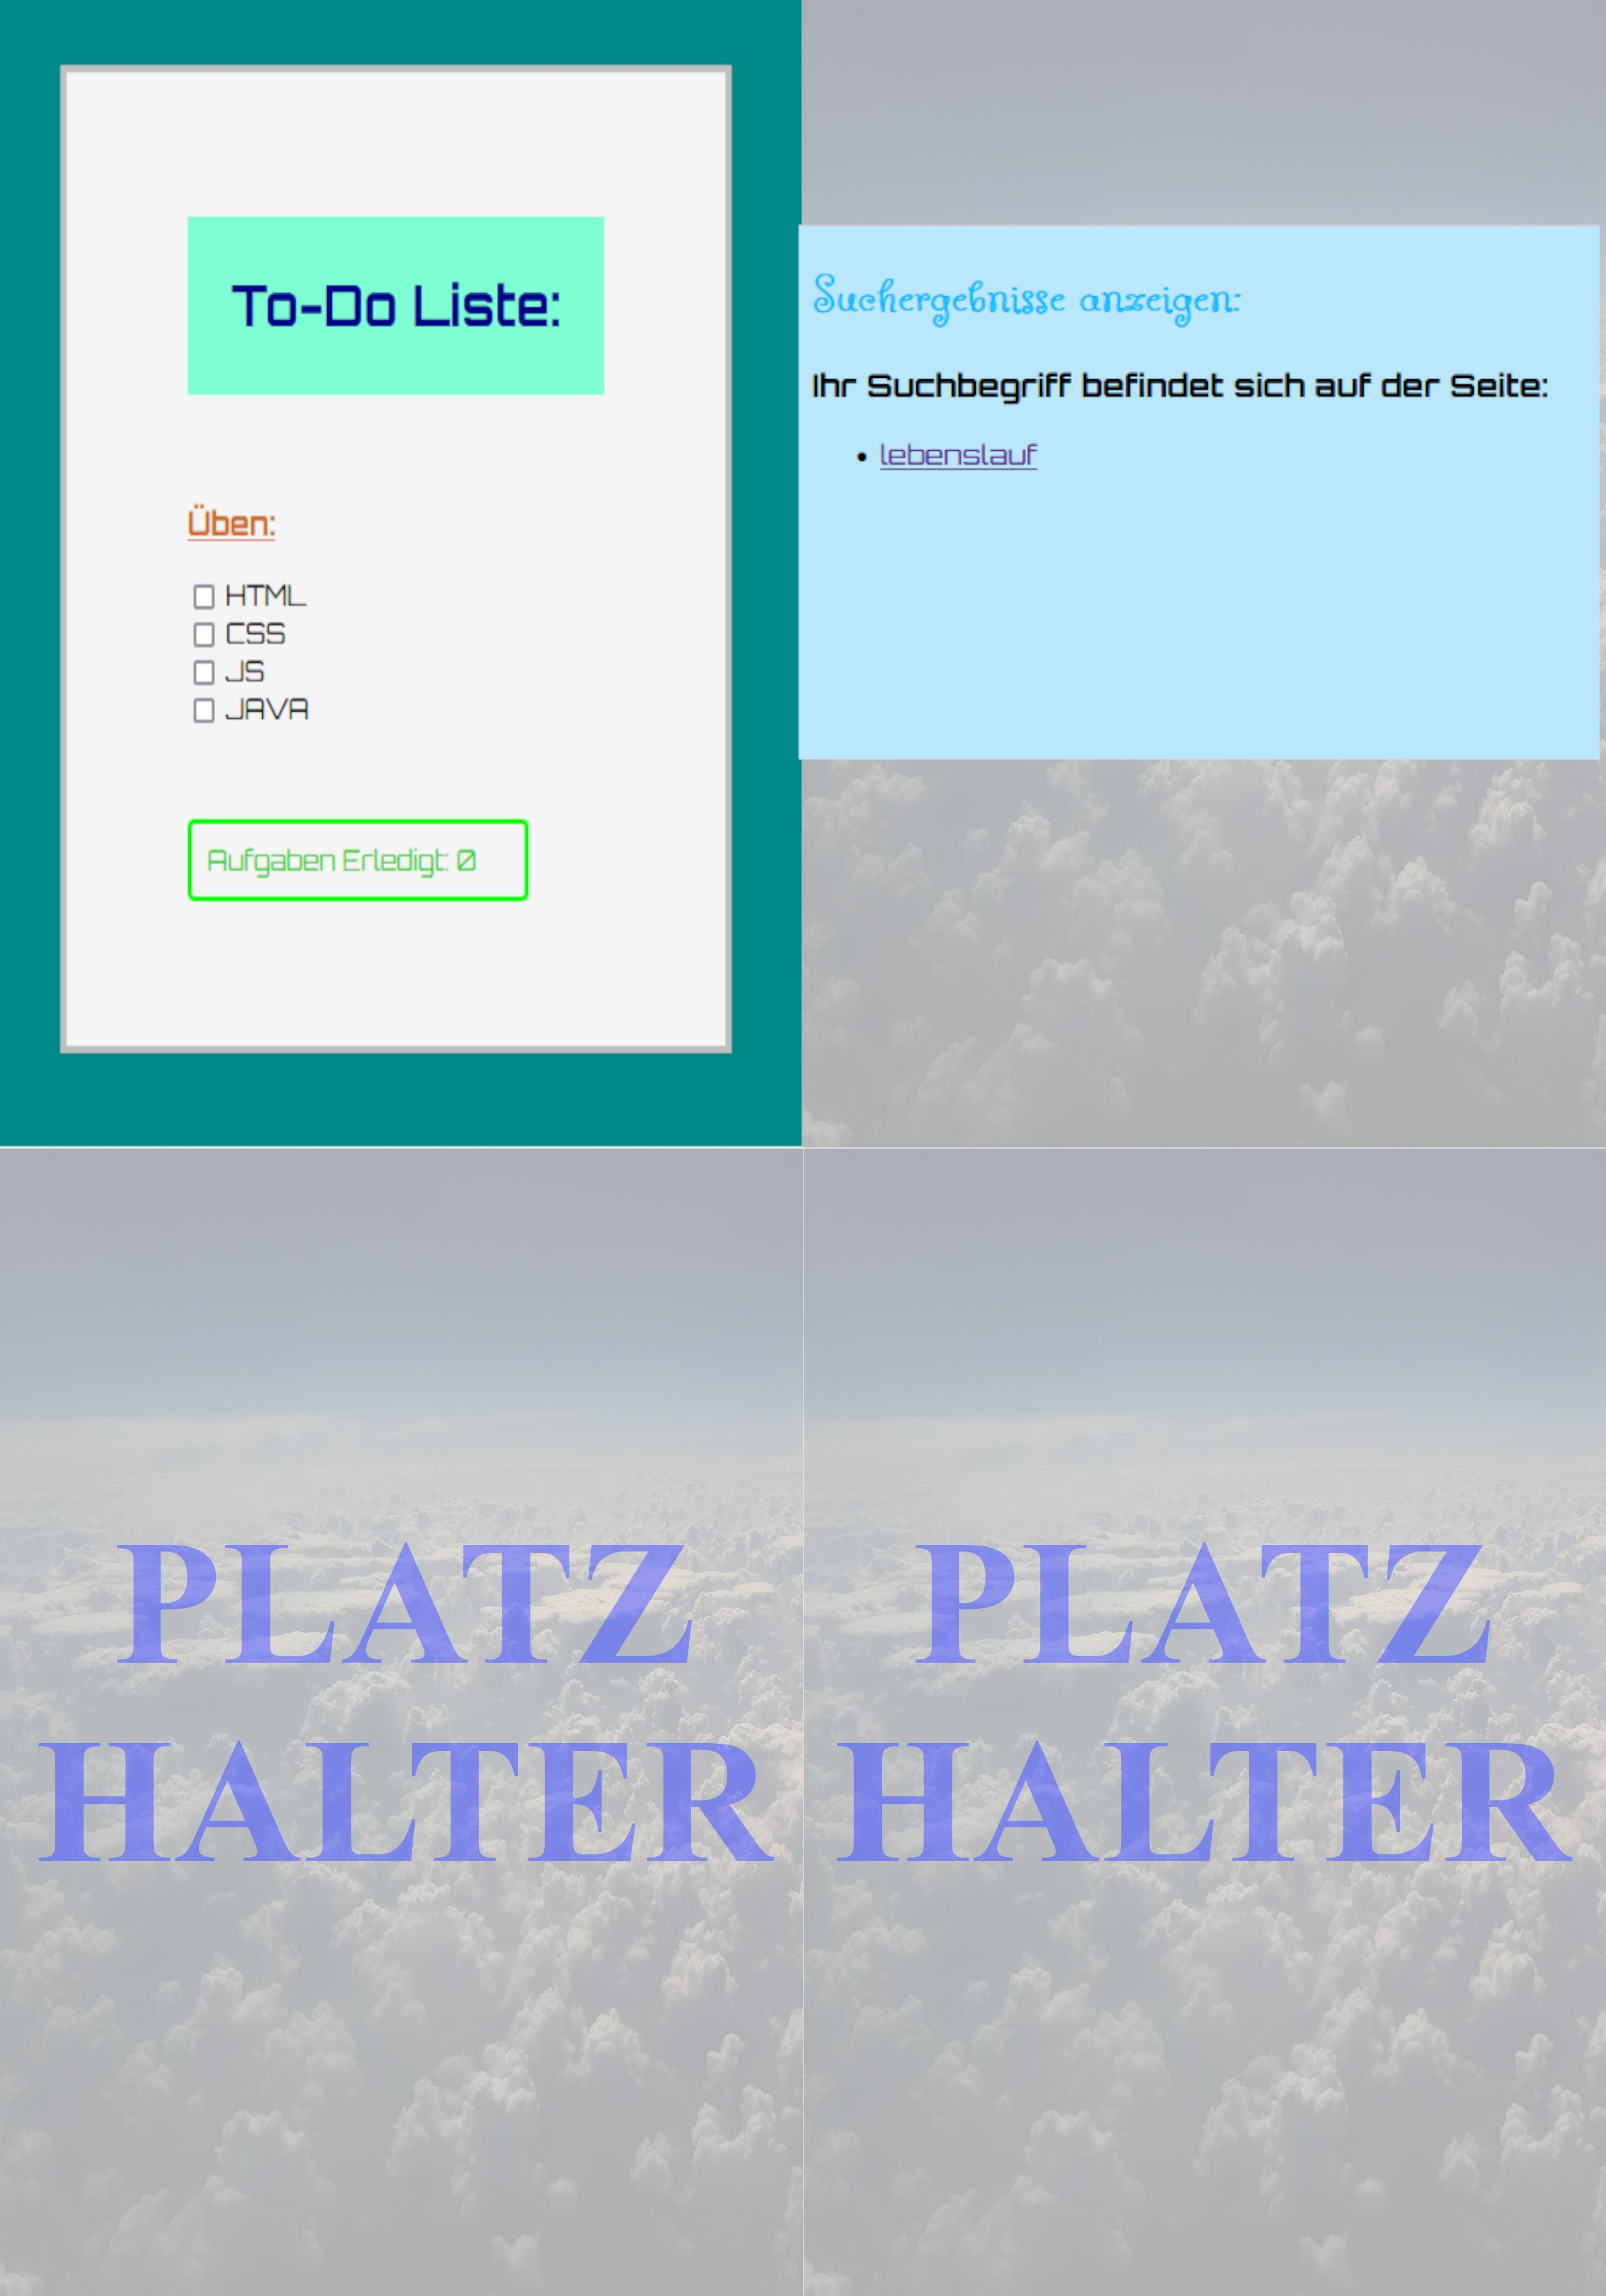 To-Do Liste:
Üben:
HTML
CSS
JS
JAVA
Aufgaben Erledigt: 0
Suchergebnisse anzeigen:
Ihr Suchbegriff befindet sich auf der Seite:
lebenslauf
PLATZ
HALTER
PLATZ
HALTER